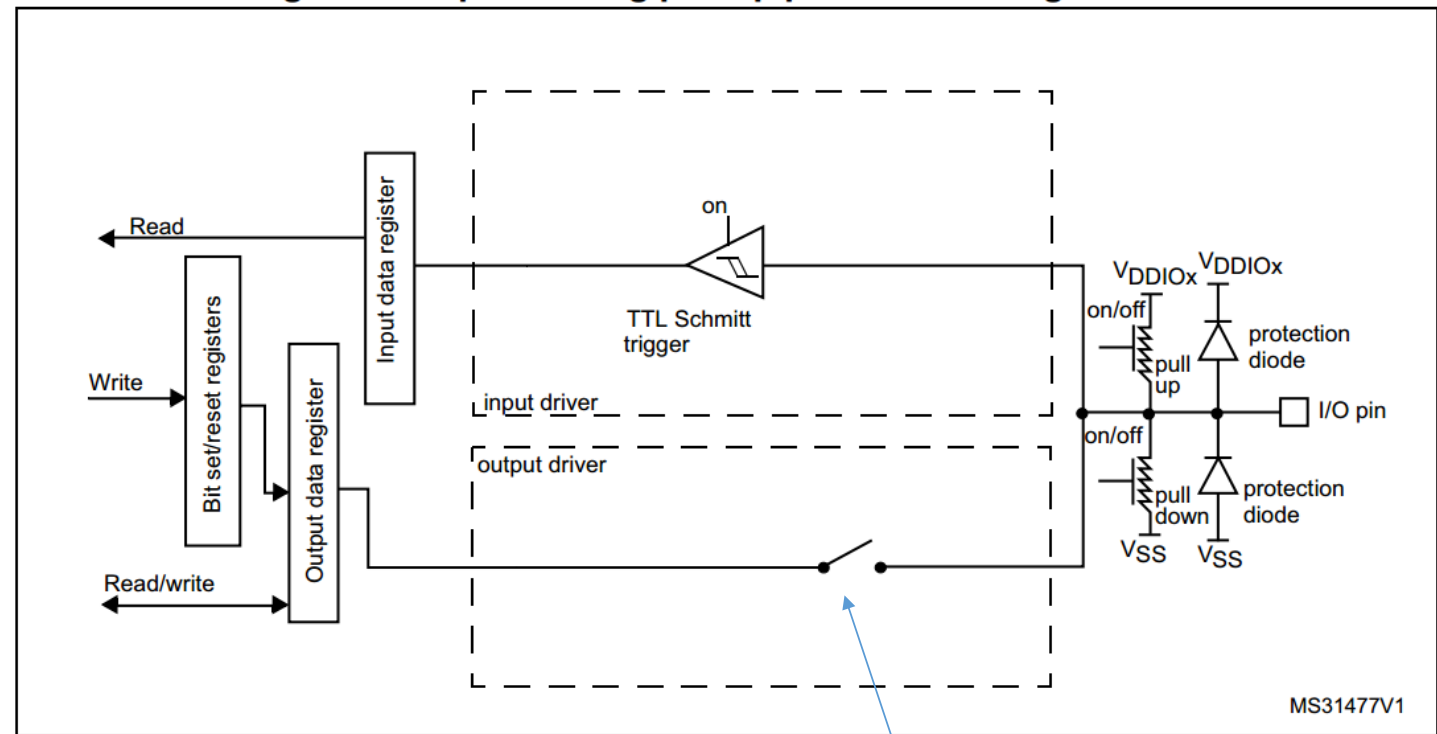 Read
Input data register
on
TTL Schmitt
trigger
input driver
VDDIOx
VDDIOx
on/off
pull
up
protection
diode
I/O pin
Write
Bit set/reset registers
Output data register
Read/write
output driver
on/off
pull
down
protection
diode
VSS
VSS
MS31477V1